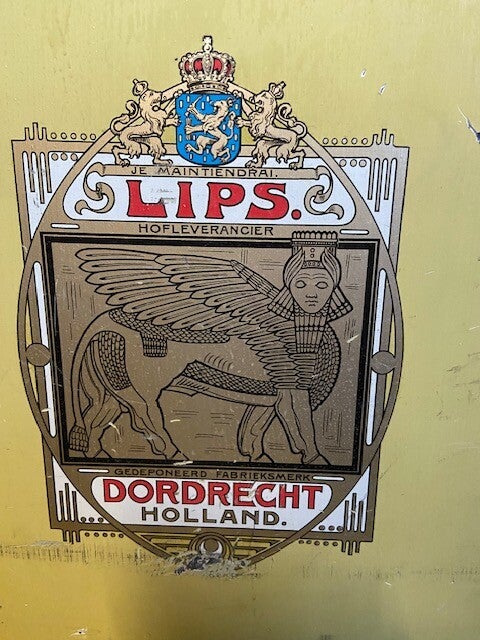 JE MAINTIENDRAI.
LIPS.
HOFLEVERANCIER
GEDEPONEERD FABRIEKSMERK
DORDRECHT
HOLLAND.